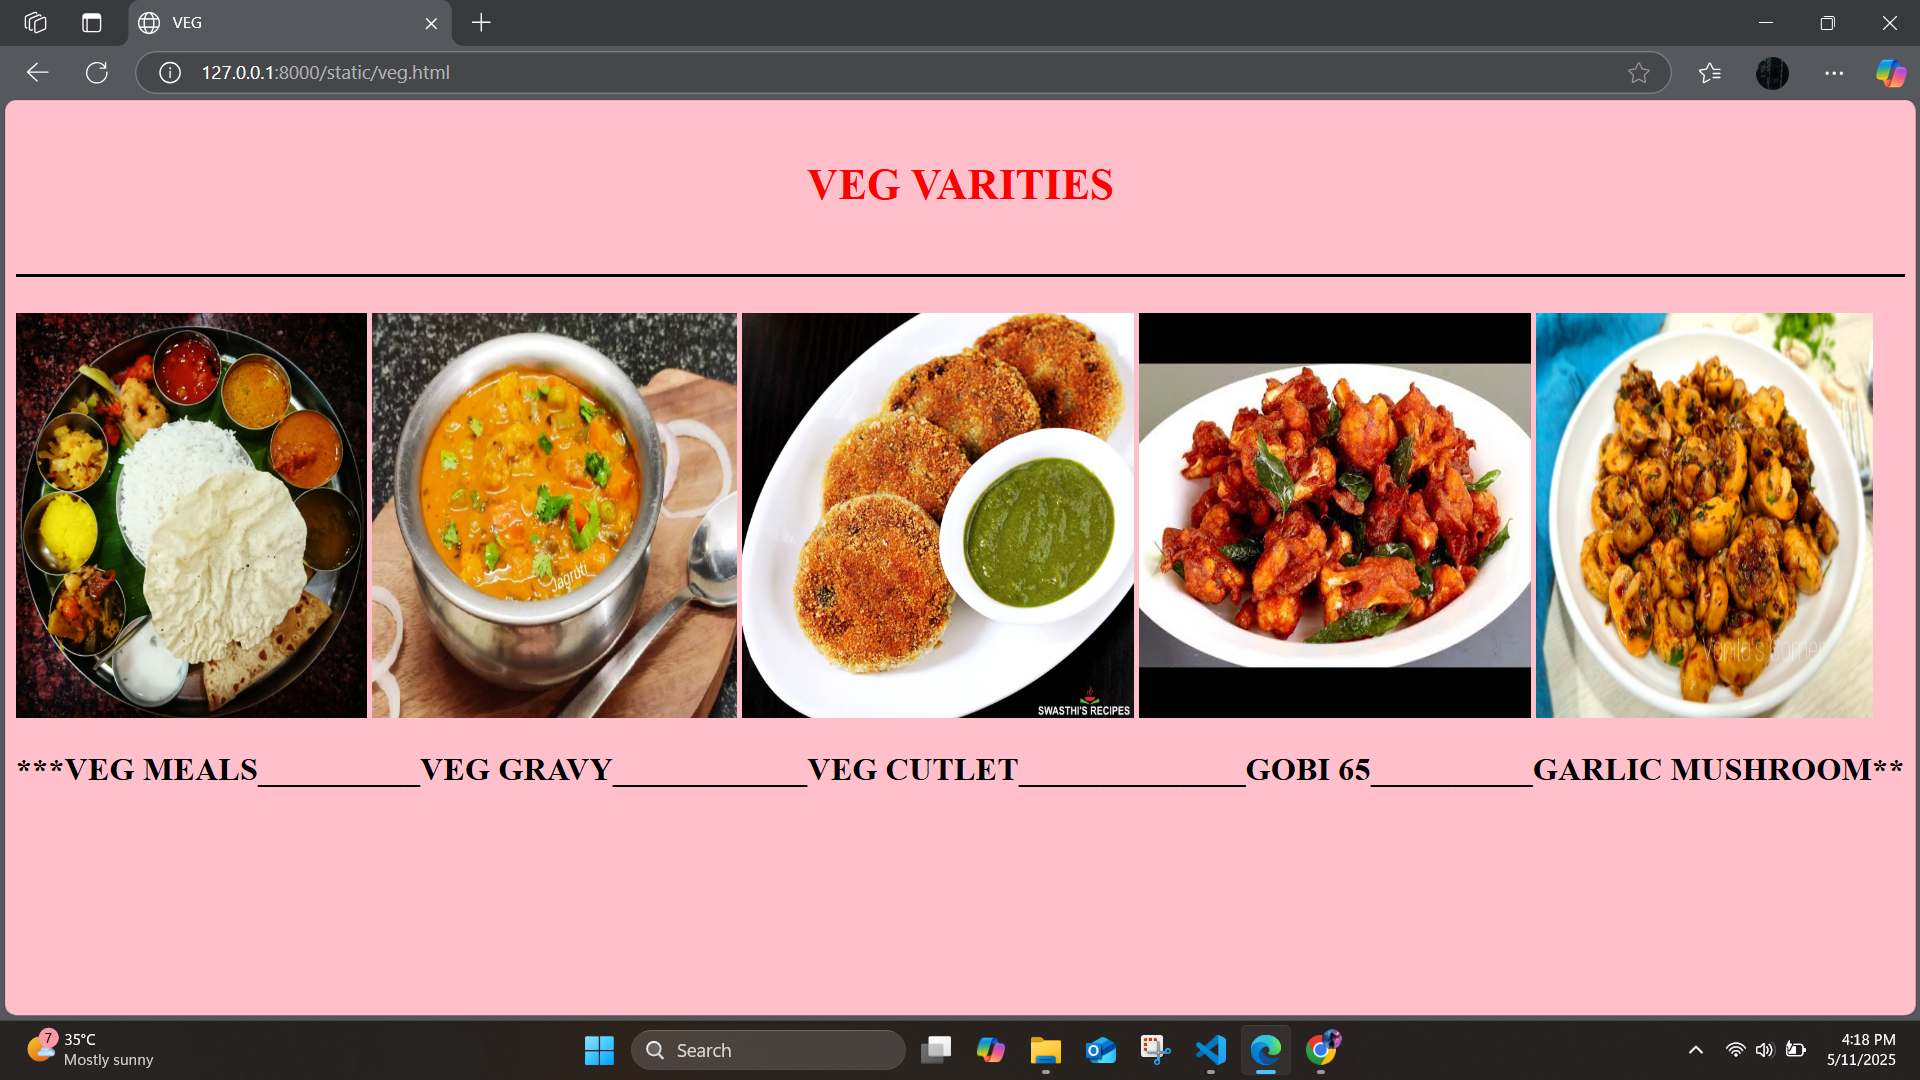 VEG
127.0.0.1:8000/static/veg.html
VEG VARITIES
Jagruti
SWASTHI'S RECIPES
***VEG MEALS__________VEG GRAVY____________VEG CUTLET______________GOBI 65__________GARLIC MUSHROOM**
7
35°C
Mostly sunny
Search
4:18 PM
5/11/2025